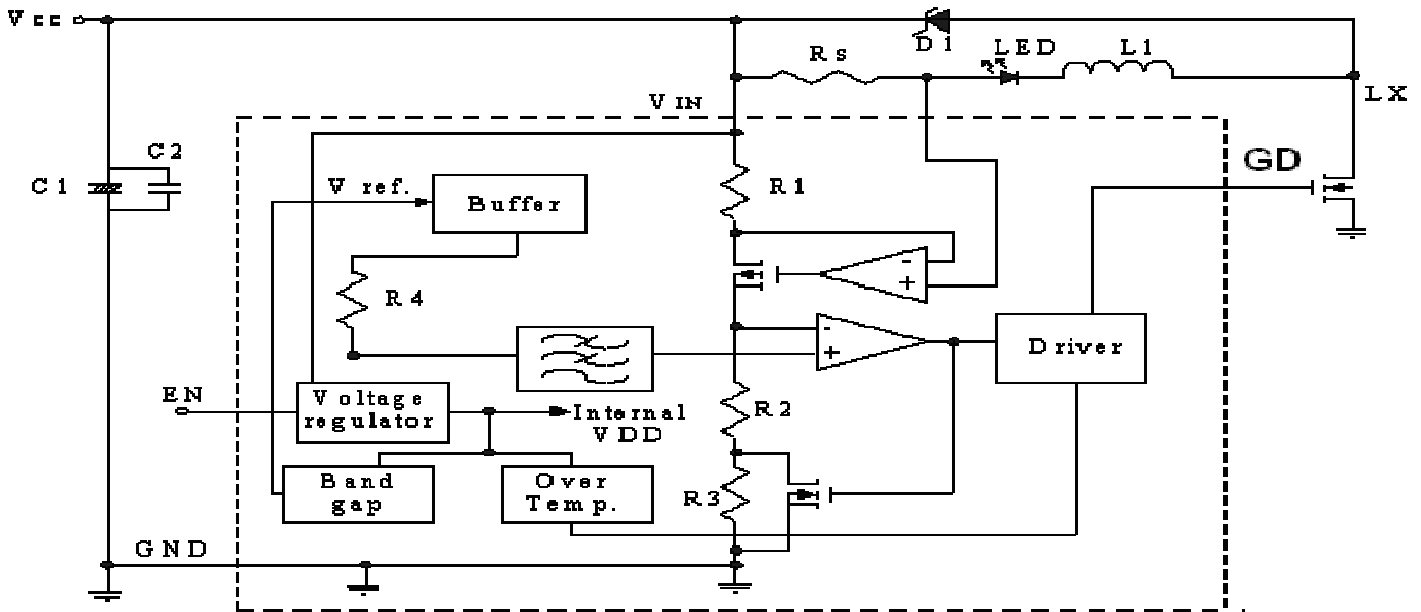 Vcc
D1
LED
L1
Rs
LX
VIN
C2
C1
GD
V ref.
Buffer
R1
-
+
R4
-
+
Driver
EN
Voltage
regulator
Internal
VDD
R2
Band
gap
Over
Temp.
R3
GND